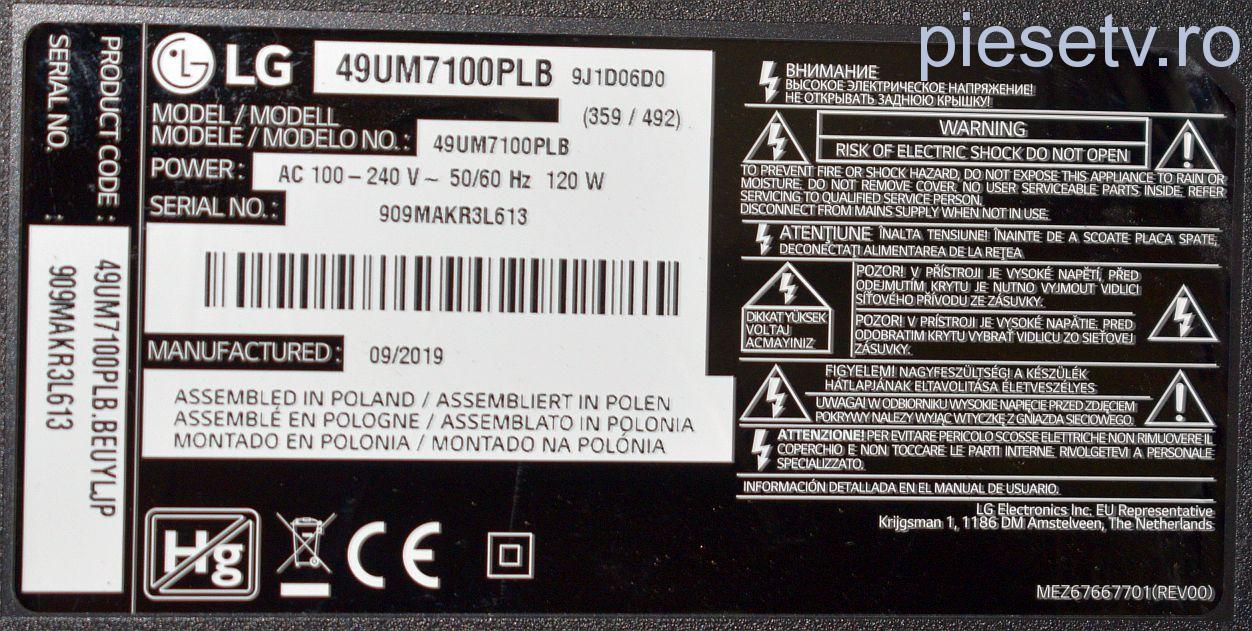 piesetv.ro
PRODUCT CODE :
SERIAL NO. :
49UM7100PLB.BEUYLJP
909MAKR3L613
LG 49UM7100PLB 9J1D06D0
(359 / 492)
MODEL / MODELL
MODELE / MODELO NO. : 49UM7100PLB
POWER : AC 100 – 240 V ~ 50/60 Hz 120 W
SERIAL NO. : 909MAKR3L613
MANUFACTURED : 09/2019
ASSEMBLED IN POLAND / ASSEMBLIERT IN POLEN
ASSEMBLÉ EN POLOGNE / ASSEMBLATO IN POLONIA
MONTADO EN POLONIA / MONTADO NA POLÓNIA
Hg
CE
ВНИМАНИЕ
ВЫСОКОЕ ЭЛЕКТРИЧЕСКОЕ НАПРЯЖЕНИЕ!
НЕ ОТКРЫВАТЬ ЗАДНЮЮ КРЫШКУ!
WARNING
RISK OF ELECTRIC SHOCK DO NOT OPEN
TO PREVENT FIRE OR SHOCK HAZARD, DO NOT EXPOSE THIS APPLIANCE TO RAIN OR
MOISTURE. DO NOT REMOVE COVER. NO USER SERVICEABLE PARTS INSIDE. REFER
SERVICING TO QUALIFIED SERVICE PERSON.
DISCONNECT FROM MAINS SUPPLY WHEN NOT IN USE.
ATENŢIUNE ÎNALTA TENSIUNE! ÎNAINTE DE A SCOATE PLACA SPATE,
DECONECTAŢI ALIMENTAREA DE LA REŢEA
DIKKAT YÜKSEK
VOLTAJ
AÇMAYINIZ
POZOR! V PŘÍSTROJI JE VYSOKÉ NAPĚTÍ, PŘED
ODEJMUTÍM KRYTU JE NUTNO VYJMOUT VIDLICI
SÍŤOVÉHO PŘÍVODU ZE ZÁSUVKY.
POZOR! V PRÍSTROJI JE VYSOKÉ NAPÄTIE, PRED
ODOBRATÍM KRYTU VYBRAŤ VIDLICU ZO SIEŤOVEJ
ZÁSUVKY.
FIGYELEM! NAGYFESZÜLTSÉG! A KÉSZÜLÉK
HÁTLAPJÁNAK ELTÁVOLÍTÁSA ÉLETVESZÉLYES
UWAGA! W ODBIORNIKU WYSOKIE NAPIĘCIE PRZED ZDJĘCIEM
POKRYWY NALEŻY WYJĄĆ WTYCZKĘ Z GNIAZDA SIECIOWEGO.
ATTENZIONE! PER EVITARE PERICOLO SCOSSE ELETTRICHE NON RIMUOVERE IL
COPERCHIO E NON TOCCARE LE PARTI INTERNE. RIVOLGETEVI A PERSONALE
SPECIALIZZATO.
INFORMACIÓN DETALLADA EN EL MANUAL DE USUARIO.
LG Electronics Inc. EU Representative
Krijgsman 1, 1186 DM Amstelveen, The Netherlands
MEZ67667701(REV00)